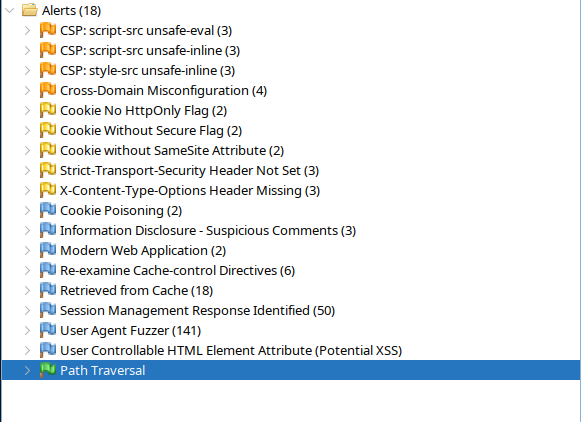 Alerts (18)
CSP: script-src unsafe-eval (3)
CSP: script-src unsafe-inline (3)
CSP: style-src unsafe-inline (3)
Cross-Domain Misconfiguration (4)
Cookie No HttpOnly Flag (2)
Cookie Without Secure Flag (2)
Cookie without SameSite Attribute (2)
Strict-Transport-Security Header Not Set (3)
X-Content-Type-Options Header Missing (3)
Cookie Poisoning (2)
Information Disclosure - Suspicious Comments (3)
Modern Web Application (2)
Re-examine Cache-control Directives (6)
Retrieved from Cache (18)
Session Management Response Identified (50)
User Agent Fuzzer (141)
User Controllable HTML Element Attribute (Potential XSS)
Path Traversal